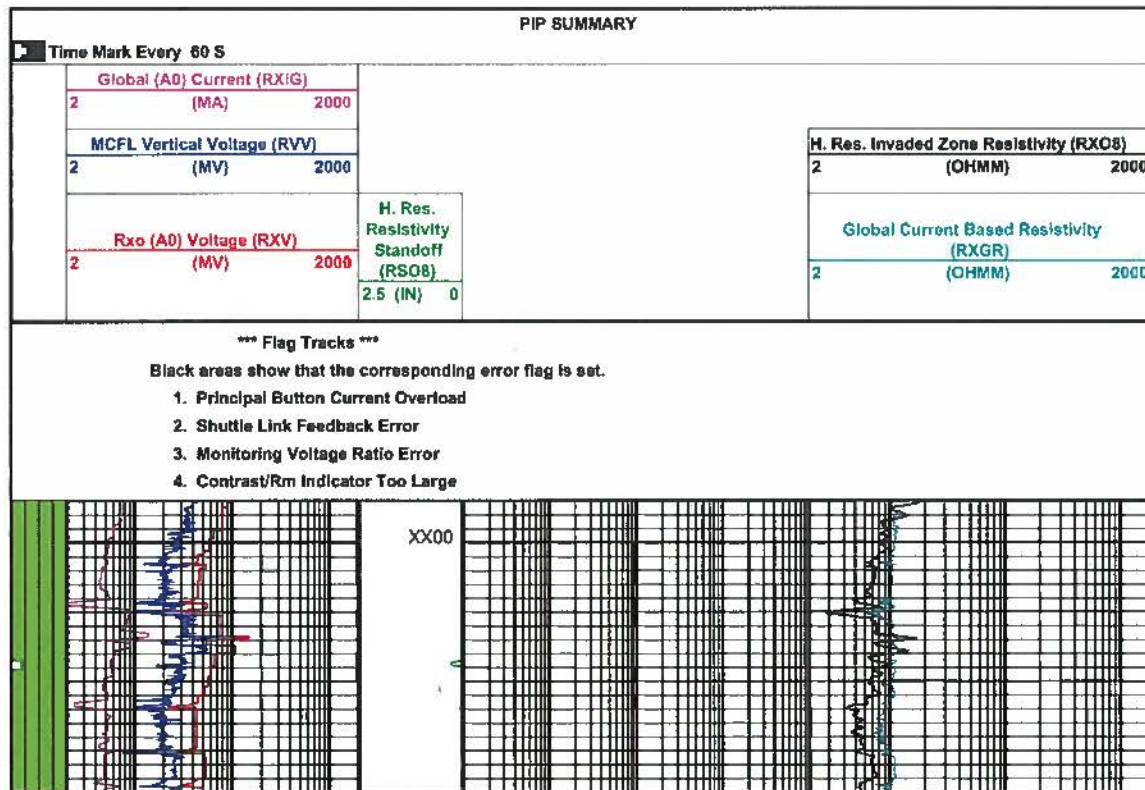 PIP SUMMARY
Time Mark Every 60 S
Global (A0) Current (RXIG)
2 (MA) 2000
MCFL Vertical Voltage (RVV)
2 (MV) 2000
Rxo (A0) Voltage (RXV)
2 (MV) 2000
H. Res.
Resistivity
Standoff
(RSO8)
2.5 (IN) 0
H. Res. Invaded Zone Resistivity (RXO8)
2 (OHMM) 2000
Global Current Based Resistivity
(RXGR)
2 (OHMM) 2000
*** Flag Tracks ***
Black areas show that the corresponding error flag is set.
1. Principal Button Current Overload
2. Shuttle Link Feedback Error
3. Monitoring Voltage Ratio Error
4. Contrast/Rm Indicator Too Large
XX00